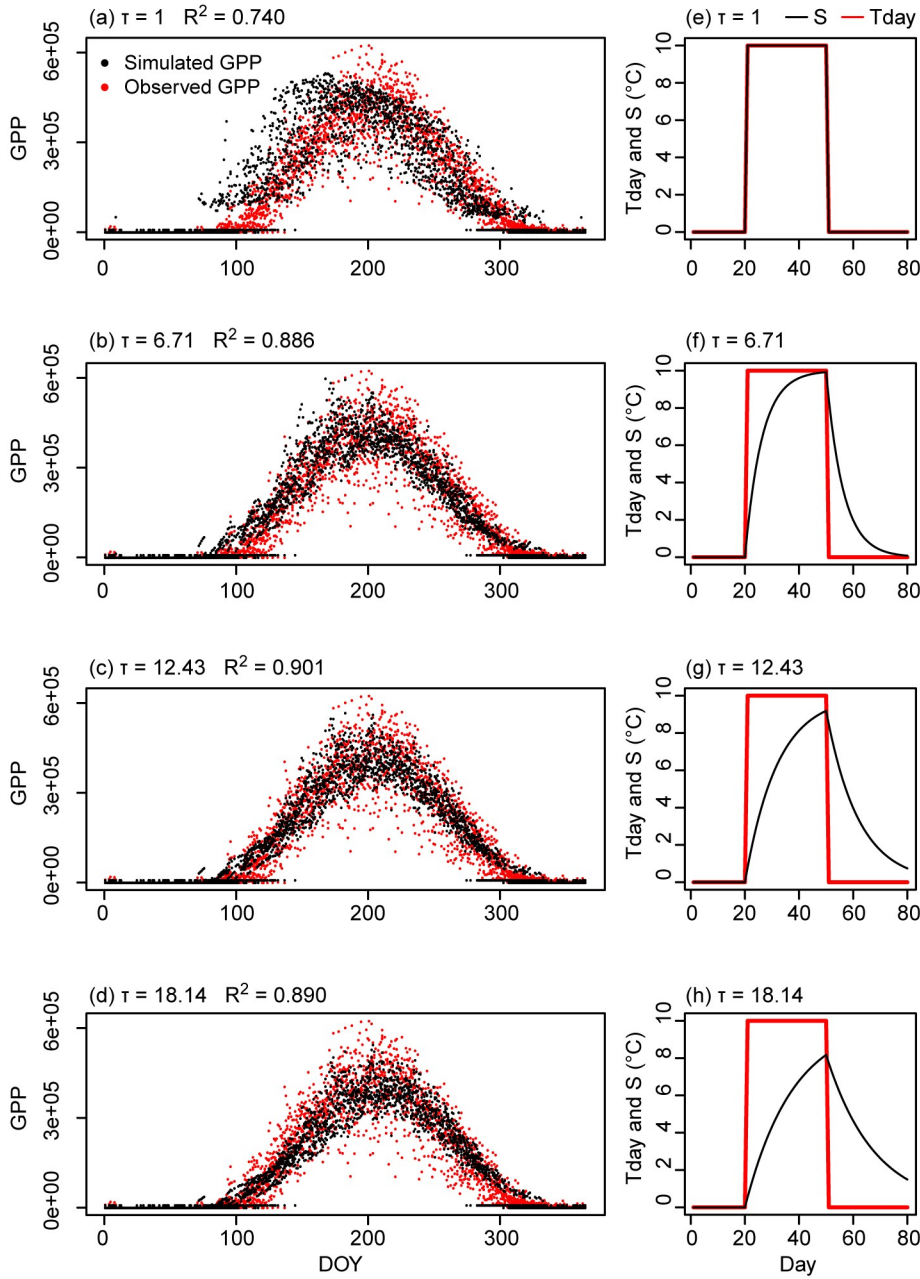 (a) τ = 1 R² = 0.740
(e) τ = 1 S Tday
Simulated GPP
Observed GPP
GPP
0e+00 3e+05 6e+05
0 100 200 300
Tday and S (°C)
0 2 4 6 8 10
0 20 40 60 80
(b) τ = 6.71 R² = 0.886
(f) τ = 6.71
GPP
0e+00 3e+05 6e+05
0 100 200 300
Tday and S (°C)
0 2 4 6 8 10
0 20 40 60 80
(c) τ = 12.43 R² = 0.901
(g) τ = 12.43
GPP
0e+00 3e+05 6e+05
0 100 200 300
Tday and S (°C)
0 2 4 6 8 10
0 20 40 60 80
(d) τ = 18.14 R² = 0.890
(h) τ = 18.14
GPP
0e+00 3e+05 6e+05
0 100 200 300
DOY
Tday and S (°C)
0 2 4 6 8 10
0 20 40 60 80
Day